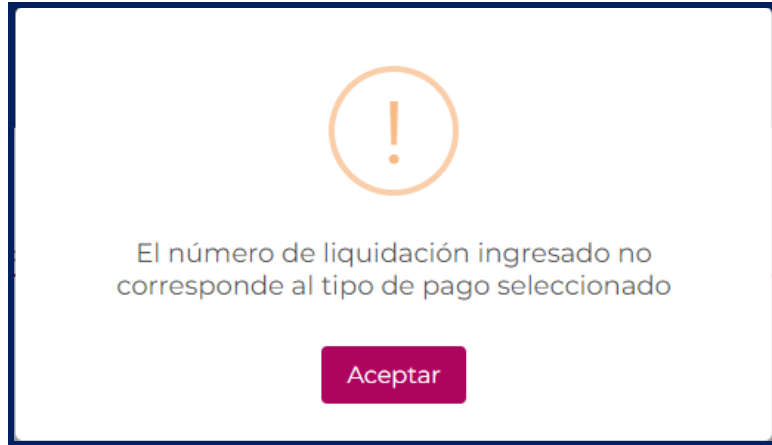 El número de liquidación ingresado no
corresponde al tipo de pago seleccionado
Aceptar